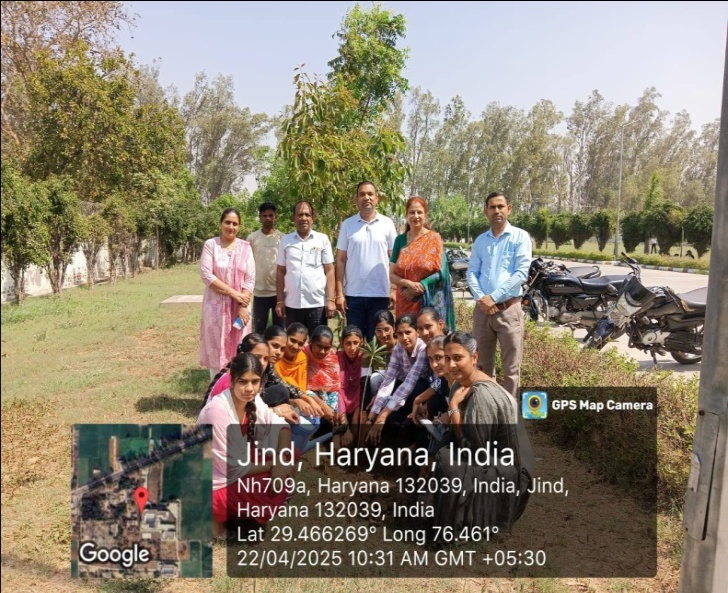 GPS Map Camera
Jind, Haryana, India
Nh709a, Haryana 132039, India, Jind,
Haryana 132039, India
Lat 29.466269° Long 76.461°
22/04/2025 10:31 AM GMT +05:30
Google